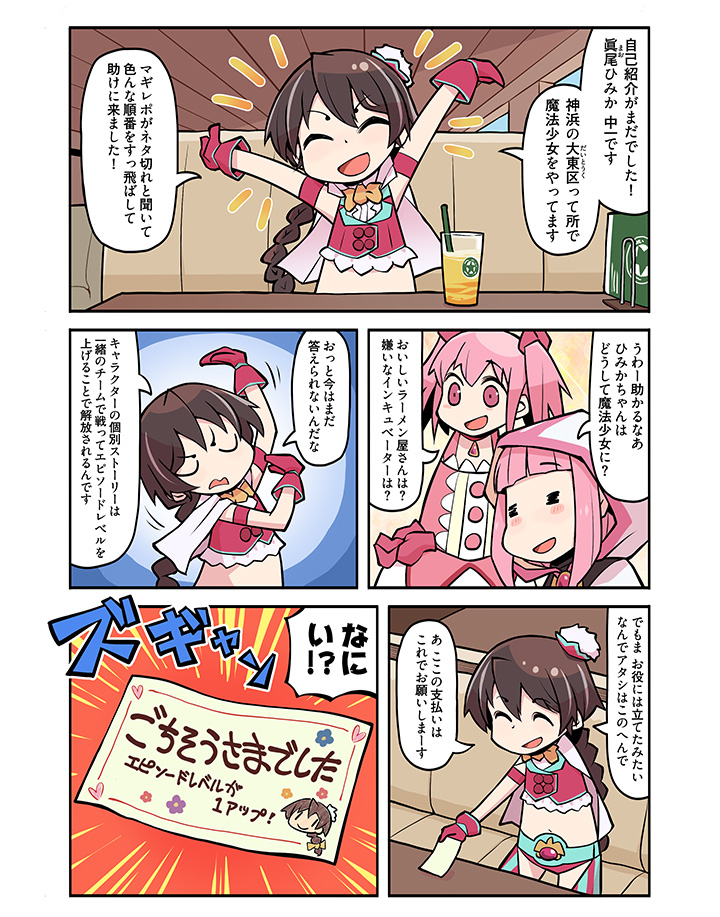 自己紹介がまだでした!
眞尾ひみか 中一です
まお
神浜の大東区って所で
だいとうく
魔法少女をやってます
マギレポがネタ切れと聞いて
色んな順番をすっ飛ばして
助けに来ました!
うわー助かるなあ
ひみかちゃんは
どうして魔法少女に?
おいしいラーメン屋さんは?
嫌いなインキュベーターは?
おっと今はまだ
答えられないんだな
キャラクターの個別ストーリーは
一緒のチームで戦ってエピソードレベルを
上げることで解放されるんです
でもま お役には立てたみたい
なんでアタシはこのへんで
あ ここの支払いは
これでお願いしまーす
なに
い!?
ズギャン
ごちそうさまでした
エピソードレベルが
1アップ!